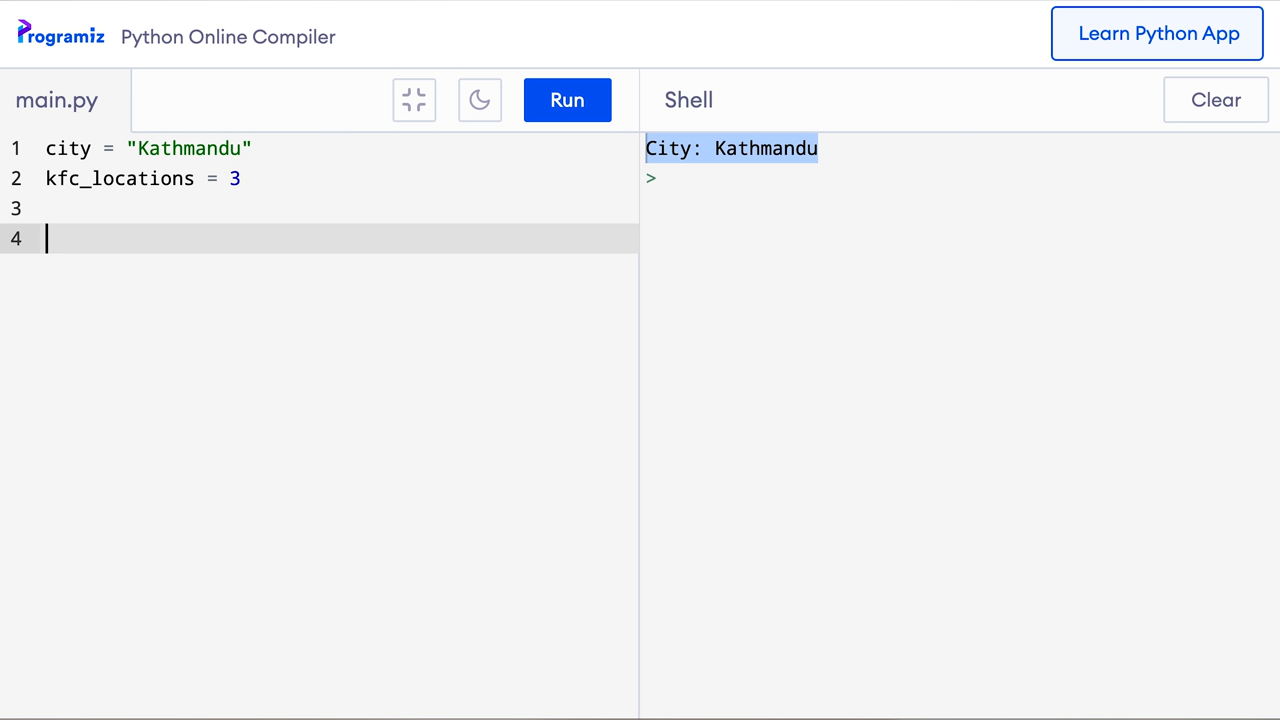 Programiz Python Online Compiler Learn Python App
main.py Run Shell Clear
1 city = "Kathmandu"
2 kfc_locations = 3
3
4
City: Kathmandu
>